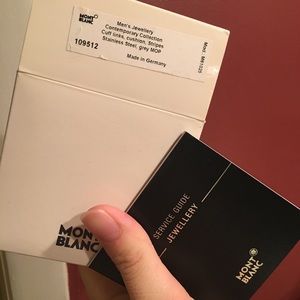 MONT
BLANC
109512
Men's Jewellery
Contemporary Collection
Cuff links, cushion, Stripes
Stainless Steel, grey MOP
Made in Germany
MONT
BLANC
SERVICE GUIDE
JEWELLERY
MONT
BLANC